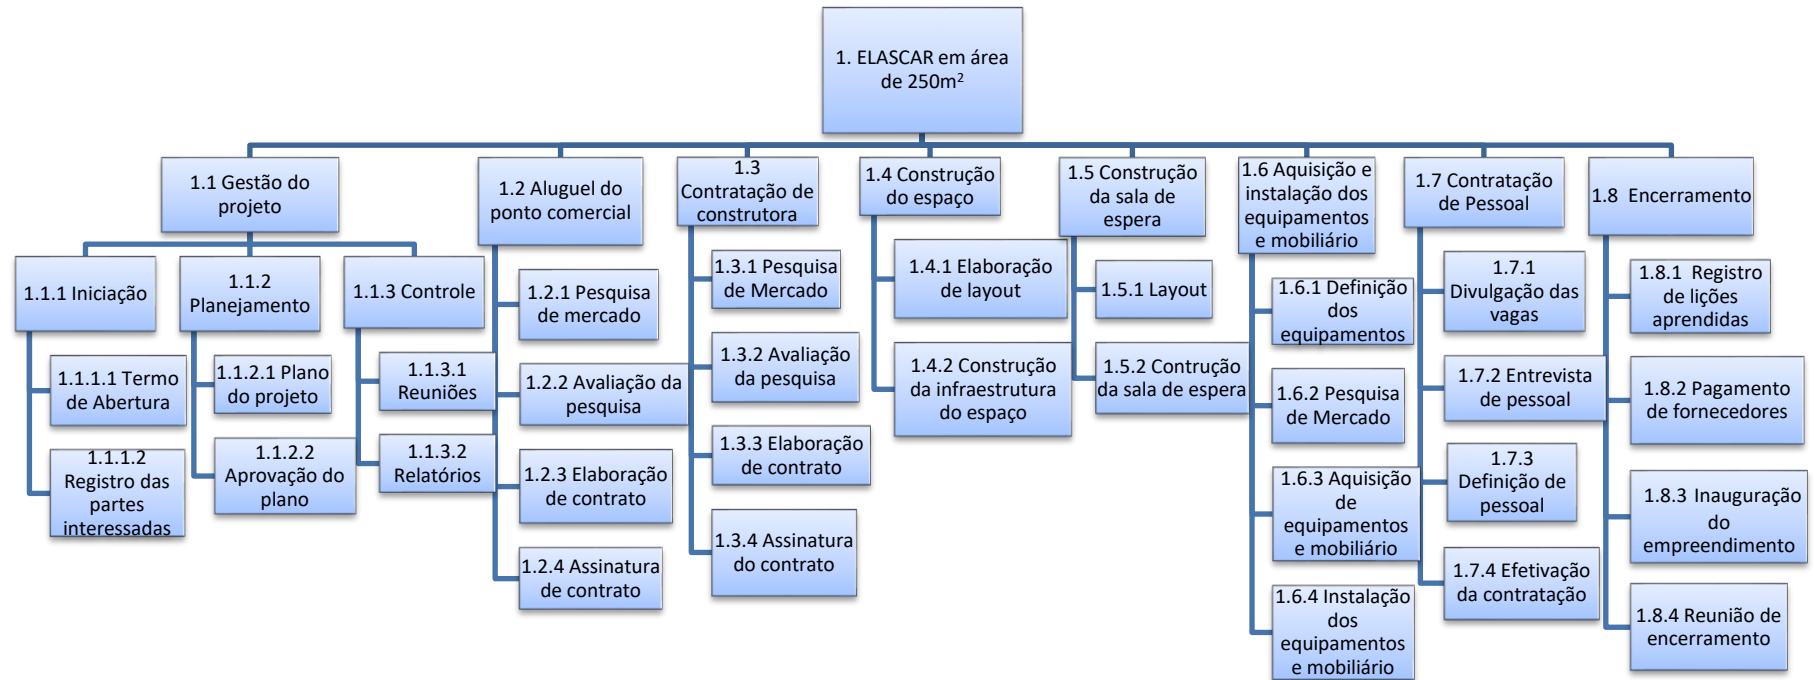 1. ELASCAR em área
de 250m²
1.1 Gestão do
projeto
1.1.1 Iniciação
1.1.1.1 Termo
de Abertura
1.1.1.2
Registro das
partes
interessadas
1.1.2
Planejamento
1.1.2.1 Plano
do projeto
1.1.2.2
Aprovação do
plano
1.1.3 Controle
1.1.3.1
Reuniões
1.1.3.2
Relatórios
1.2 Aluguel do
ponto comercial
1.2.1 Pesquisa
de mercado
1.2.2 Avaliação da
pesquisa
1.2.3 Elaboração
de contrato
1.2.4 Assinatura
de contrato
1.3
Contratação de
construtora
1.3.1 Pesquisa
de Mercado
1.3.2 Avaliação
da pesquisa
1.3.3 Elaboração
de contrato
1.3.4 Assinatura
do contrato
1.4 Construção
do espaço
1.4.1 Elaboração
de layout
1.4.2 Construção
da infraestrutura
do espaço
1.5 Construção
da sala de
espera
1.5.1 Layout
1.5.2 Contrução
da sala de espera
1.6 Aquisição e
instalação dos
equipamentos
e mobiliário
1.6.1 Definição
dos
equipamentos
1.6.2 Pesquisa
de Mercado
1.6.3 Aquisição
de
equipamentos
e mobiliário
1.6.4 Instalação
dos
equipamentos
e mobiliário
1.7 Contratação
de Pessoal
1.7.1
Divulgação das
vagas
1.7.2 Entrevista
de pessoal
1.7.3
Definição de
pessoal
1.7.4 Efetivação
da contratação
1.8 Encerramento
1.8.1 Registro
de lições
aprendidas
1.8.2 Pagamento
de fornecedores
1.8.3 Inauguração
do
empreendimento
1.8.4 Reunião de
encerramento